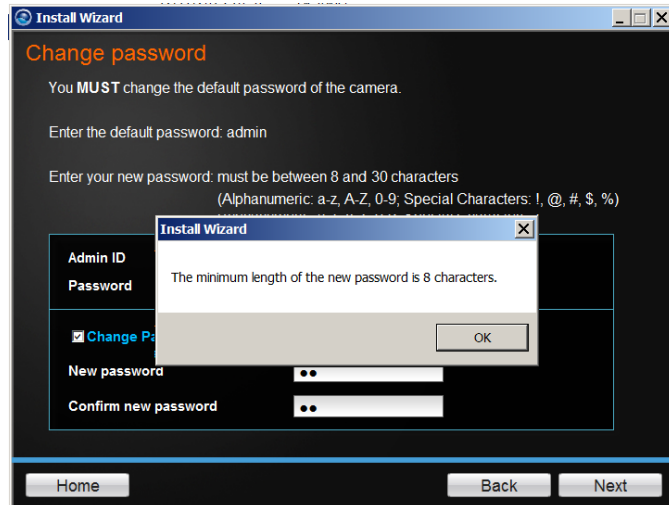 Install Wizard
Change password
You MUST change the default password of the camera.
Enter the default password: admin
Enter your new password: must be between 8 and 30 characters
(Alphanumeric: a-z, A-Z, 0-9; Special Characters: !, @, #, $, %)
Install Wizard
The minimum length of the new password is 8 characters.
OK
Admin ID
Password
Change
New password
Confirm new password
Home
Back
Next